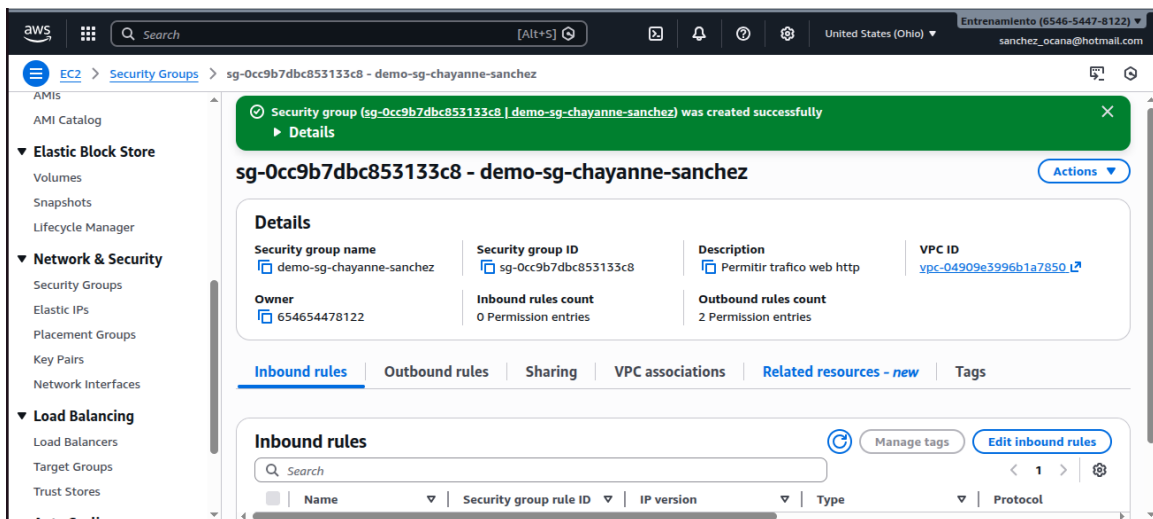 aws
Search
[Alt+S]
United States (Ohio)
Entrenamiento (6546-5447-8122)
sanchez_ocana@hotmail.com
EC2 > Security Groups > sg-0cc9b7dbc853133c8 - demo-sg-chayanne-sanchez
AMIs
AMI Catalog
Elastic Block Store
Volumes
Snapshots
Lifecycle Manager
Network & Security
Security Groups
Elastic IPs
Placement Groups
Key Pairs
Network Interfaces
Load Balancing
Load Balancers
Target Groups
Trust Stores
Security group (sg-0cc9b7dbc853133c8 | demo-sg-chayanne-sanchez) was created successfully
Details
sg-0cc9b7dbc853133c8 - demo-sg-chayanne-sanchez
Actions
Details
Security group name
demo-sg-chayanne-sanchez
Security group ID
sg-0cc9b7dbc853133c8
Description
Permitir trafico web http
VPC ID
vpc-04909e3996b1a7850
Owner
654654478122
Inbound rules count
0 Permission entries
Outbound rules count
2 Permission entries
Inbound rules
Outbound rules
Sharing
VPC associations
Related resources - new
Tags
Inbound rules
Manage tags
Edit inbound rules
Search
1
Name
Security group rule ID
IP version
Type
Protocol